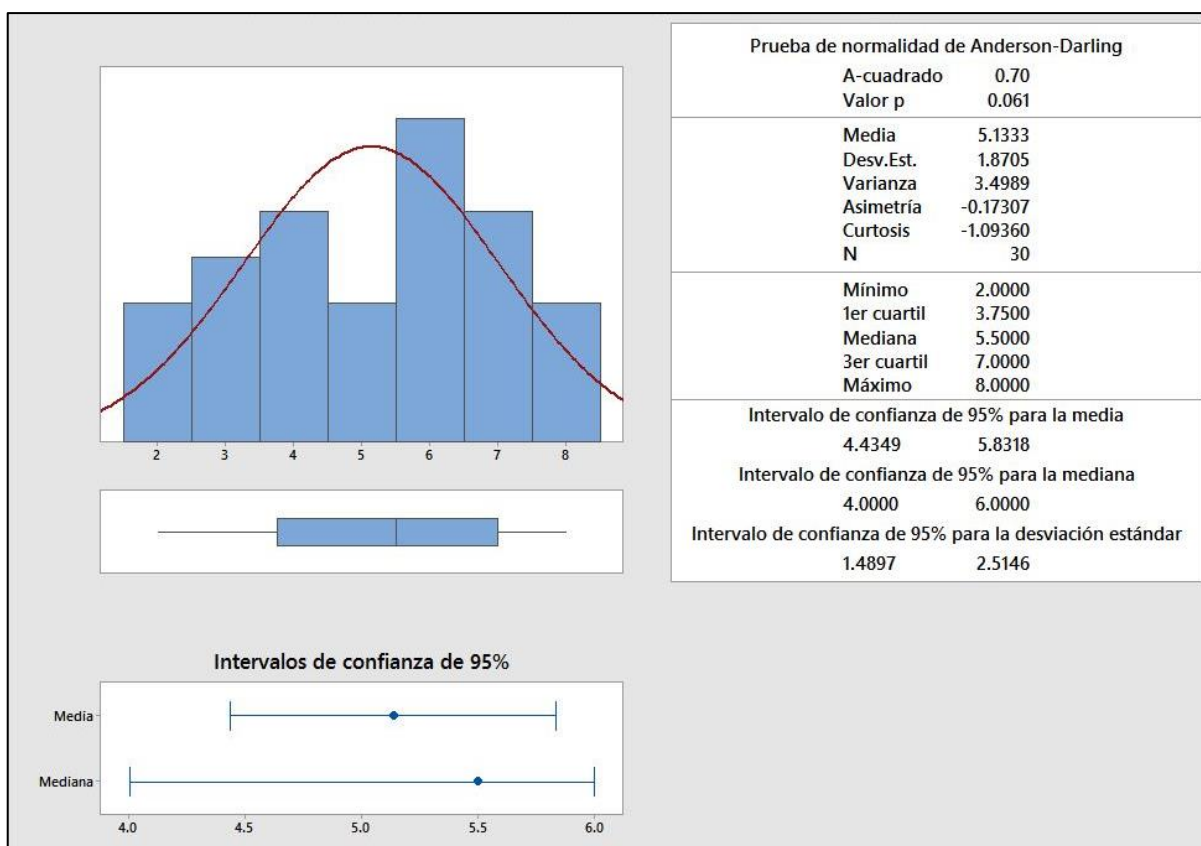 2 3 4 5 6 7 8
Intervalos de confianza de 95%
Media
Mediana
4.0 4.5 5.0 5.5 6.0
Prueba de normalidad de Anderson-Darling
A-cuadrado 0.70
Valor p 0.061
Media 5.1333
Desv.Est. 1.8705
Varianza 3.4989
Asimetría -0.17307
Curtosis -1.09360
N 30
Mínimo 2.0000
1er cuartil 3.7500
Mediana 5.5000
3er cuartil 7.0000
Máximo 8.0000
Intervalo de confianza de 95% para la media
4.4349 5.8318
Intervalo de confianza de 95% para la mediana
4.0000 6.0000
Intervalo de confianza de 95% para la desviación estándar
1.4897 2.5146